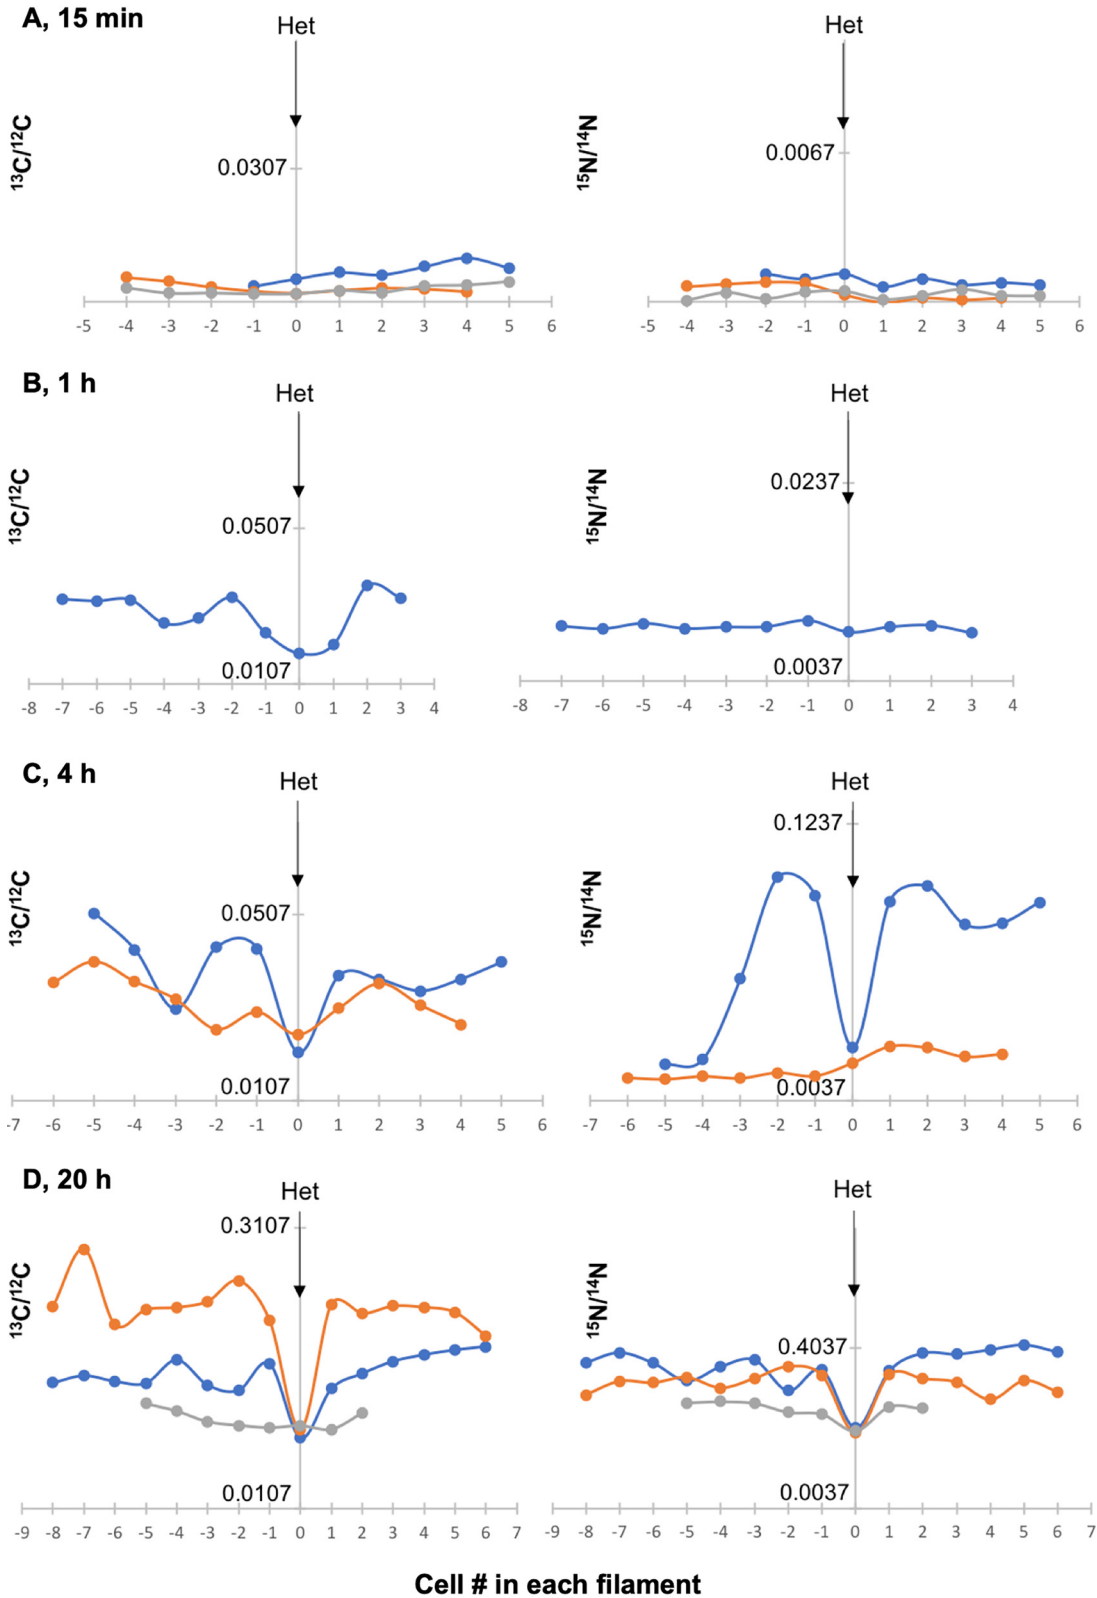 A, 15 min
Het
Het
¹³C/¹²C
0.0307
¹⁵N/¹⁴N
0.0067
-5 -4 -3 -2 -1 0 1 2 3 4 5 6
-5 -4 -3 -2 -1 0 1 2 3 4 5 6
B, 1 h
Het
Het
¹³C/¹²C
0.0507
0.0107
¹⁵N/¹⁴N
0.0237
0.0037
-8 -7 -6 -5 -4 -3 -2 -1 0 1 2 3 4
-8 -7 -6 -5 -4 -3 -2 -1 0 1 2 3 4
C, 4 h
Het
Het
¹³C/¹²C
0.0507
0.0107
¹⁵N/¹⁴N
0.1237
0.0037
-7 -6 -5 -4 -3 -2 -1 0 1 2 3 4 5 6
-7 -6 -5 -4 -3 -2 -1 0 1 2 3 4 5 6
D, 20 h
Het
Het
¹³C/¹²C
0.3107
0.0107
¹⁵N/¹⁴N
0.4037
0.0037
-9 -8 -7 -6 -5 -4 -3 -2 -1 0 1 2 3 4 5 6 7
-9 -8 -7 -6 -5 -4 -3 -2 -1 0 1 2 3 4 5 6 7
Cell # in each filament